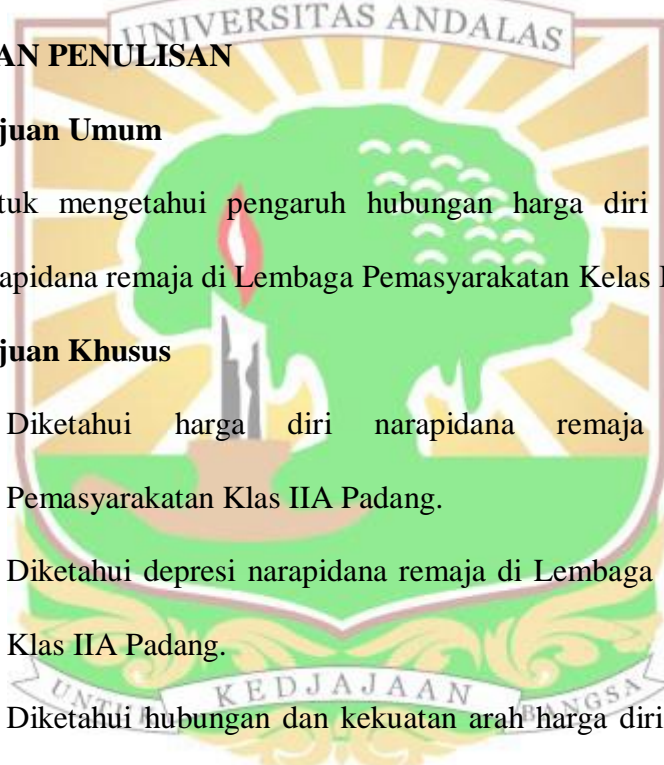 UNIVERSITAS ANDALAS
AN PENULISAN
juan Umum
tuk mengetahui pengaruh hubungan harga diri
apidana remaja di Lembaga Pemasyarakatan Kelas I
juan Khusus
Diketahui harga diri narapidana remaja
Pemasyarakatan Klas IIA Padang.
Diketahui depresi narapidana remaja di Lembaga
Klas IIA Padang.
UNTUK KEDJAJAAN BANGSA
Diketahui hubungan dan kekuatan arah harga diri